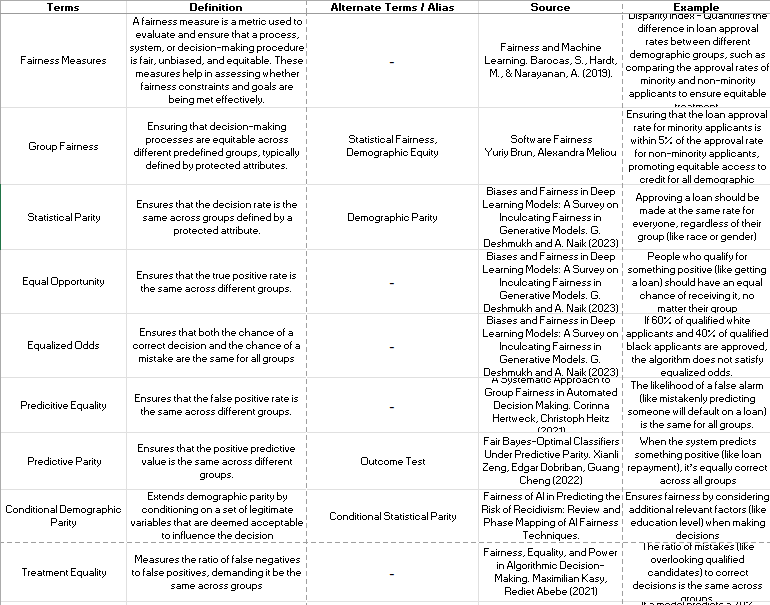 Terms
Definition
Alternate Terms / Alias
Source
Example
Fairness Measures
A fairness measure is a metric used to
evaluate and ensure that a process,
system, or decision-making procedure
is fair, unbiased, and equitable. These
measures help in assessing whether
fairness constraints and goals are
being met effectively.
-
Fairness and Machine
Learning. Barocas, S., Hardt,
M., & Narayanan, A. (2019).
Disparity Index - Quantifies the
difference in loan approval
rates between different
demographic groups, such as
comparing the approval rates of
minority and non-minority
applicants to ensure equitable
treatment.
Group Fairness
Ensuring that decision-making
processes are equitable across
different predefined groups, typically
defined by protected attributes.
Statistical Fairness,
Demographic Equity
Software Fairness
Yuriy Brun, Alexandra Meliou
Ensuring that the loan approval
rate for minority applicants is
within 5% of the approval rate
for non-minority applicants,
promoting equitable access to
credit for all demographic
Statistical Parity
Ensures that the decision rate is the
same across groups defined by a
protected attribute.
Demographic Parity
Biases and Fairness in Deep
Learning Models: A Survey on
Inculcating Fairness in
Generative Models. G.
Deshmukh and A. Naik (2023)
Approving a loan should be
made at the same rate for
everyone, regardless of their
group (like race or gender)
Equal Opportunity
Ensures that the true positive rate is
the same across different groups.
-
Biases and Fairness in Deep
Learning Models: A Survey on
Inculcating Fairness in
Generative Models. G.
Deshmukh and A. Naik (2023)
People who qualify for
something positive (like getting
a loan) should have an equal
chance of receiving it, no
matter their group
Equalized Odds
Ensures that both the chance of a
correct decision and the chance of a
mistake are the same for all groups
-
Biases and Fairness in Deep
Learning Models: A Survey on
Inculcating Fairness in
Generative Models. G.
Deshmukh and A. Naik (2023)
If 60% of qualified white
applicants and 40% of qualified
black applicants are approved,
the algorithm does not satisfy
equalized odds.
Predicitive Equality
Ensures that the false positive rate is
the same across different groups.
-
A Systematic Approach to
Group Fairness in Automated
Decision Making. Corinna
Hertweck, Christoph Heitz
(2021)
The likelihood of a false alarm
(like mistakenly predicting
someone will default on a loan)
is the same for all groups.
Predictive Parity
Ensures that the positive predictive
value is the same across different
groups.
Outcome Test
Fair Bayes-Optimal Classifiers
Under Predictive Parity. Xianli
Zeng, Edgar Dobriban, Guang
Cheng (2022)
When the system predicts
something positive (like loan
repayment), it's equally correct
across all groups
Conditional Demographic
Parity
Extends demographic parity by
conditioning on a set of legitimate
variables that are deemed acceptable
to influence the decision
Conditional Statistical Parity
Fairness of AI in Predicting the
Risk of Recidivism: Review and
Phase Mapping of AI Fairness
Techniques.
Ensures fairness by considering
additional relevant factors (like
education level) when making
decisions
Treatment Equality
Measures the ratio of false negatives
to false positives, demanding it be the
same across groups
-
Fairness, Equality, and Power
in Algorithmic Decision-
Making. Maximilian Kasy,
Rediet Abebe (2021)
The ratio of mistakes (like
overlooking qualified
candidates) to correct
decisions is the same across
groups
If a model predicts a 70%